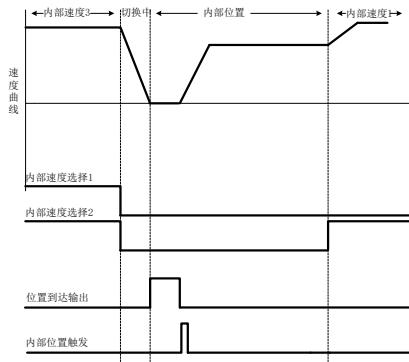 内部速度3
切换中
内部位置
内部速度1
速度曲线
内部速度选择1
内部速度选择2
位置到达输出
内部位置触发